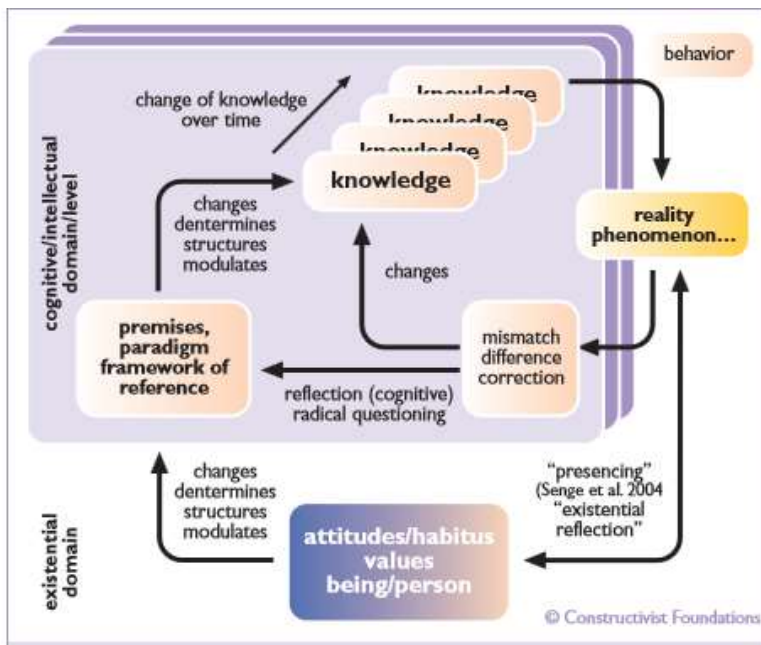 behavior
knowledge
knowledge
knowledge
knowledge
change of knowledge
over time
changes
dentermines
structures
modulates
reality
phenomenon...
changes
cognitive/intellectual
domain/level
premises,
paradigm
framework of
reference
mismatch
difference
correction
reflection (cognitive)
radical questioning
changes
dentermines
structures
modulates
"presencing"
(Senge et al. 2004
"existential
reflection"
existential
domain
attitudes/habitus
values
being/person
© Constructivist Foundations